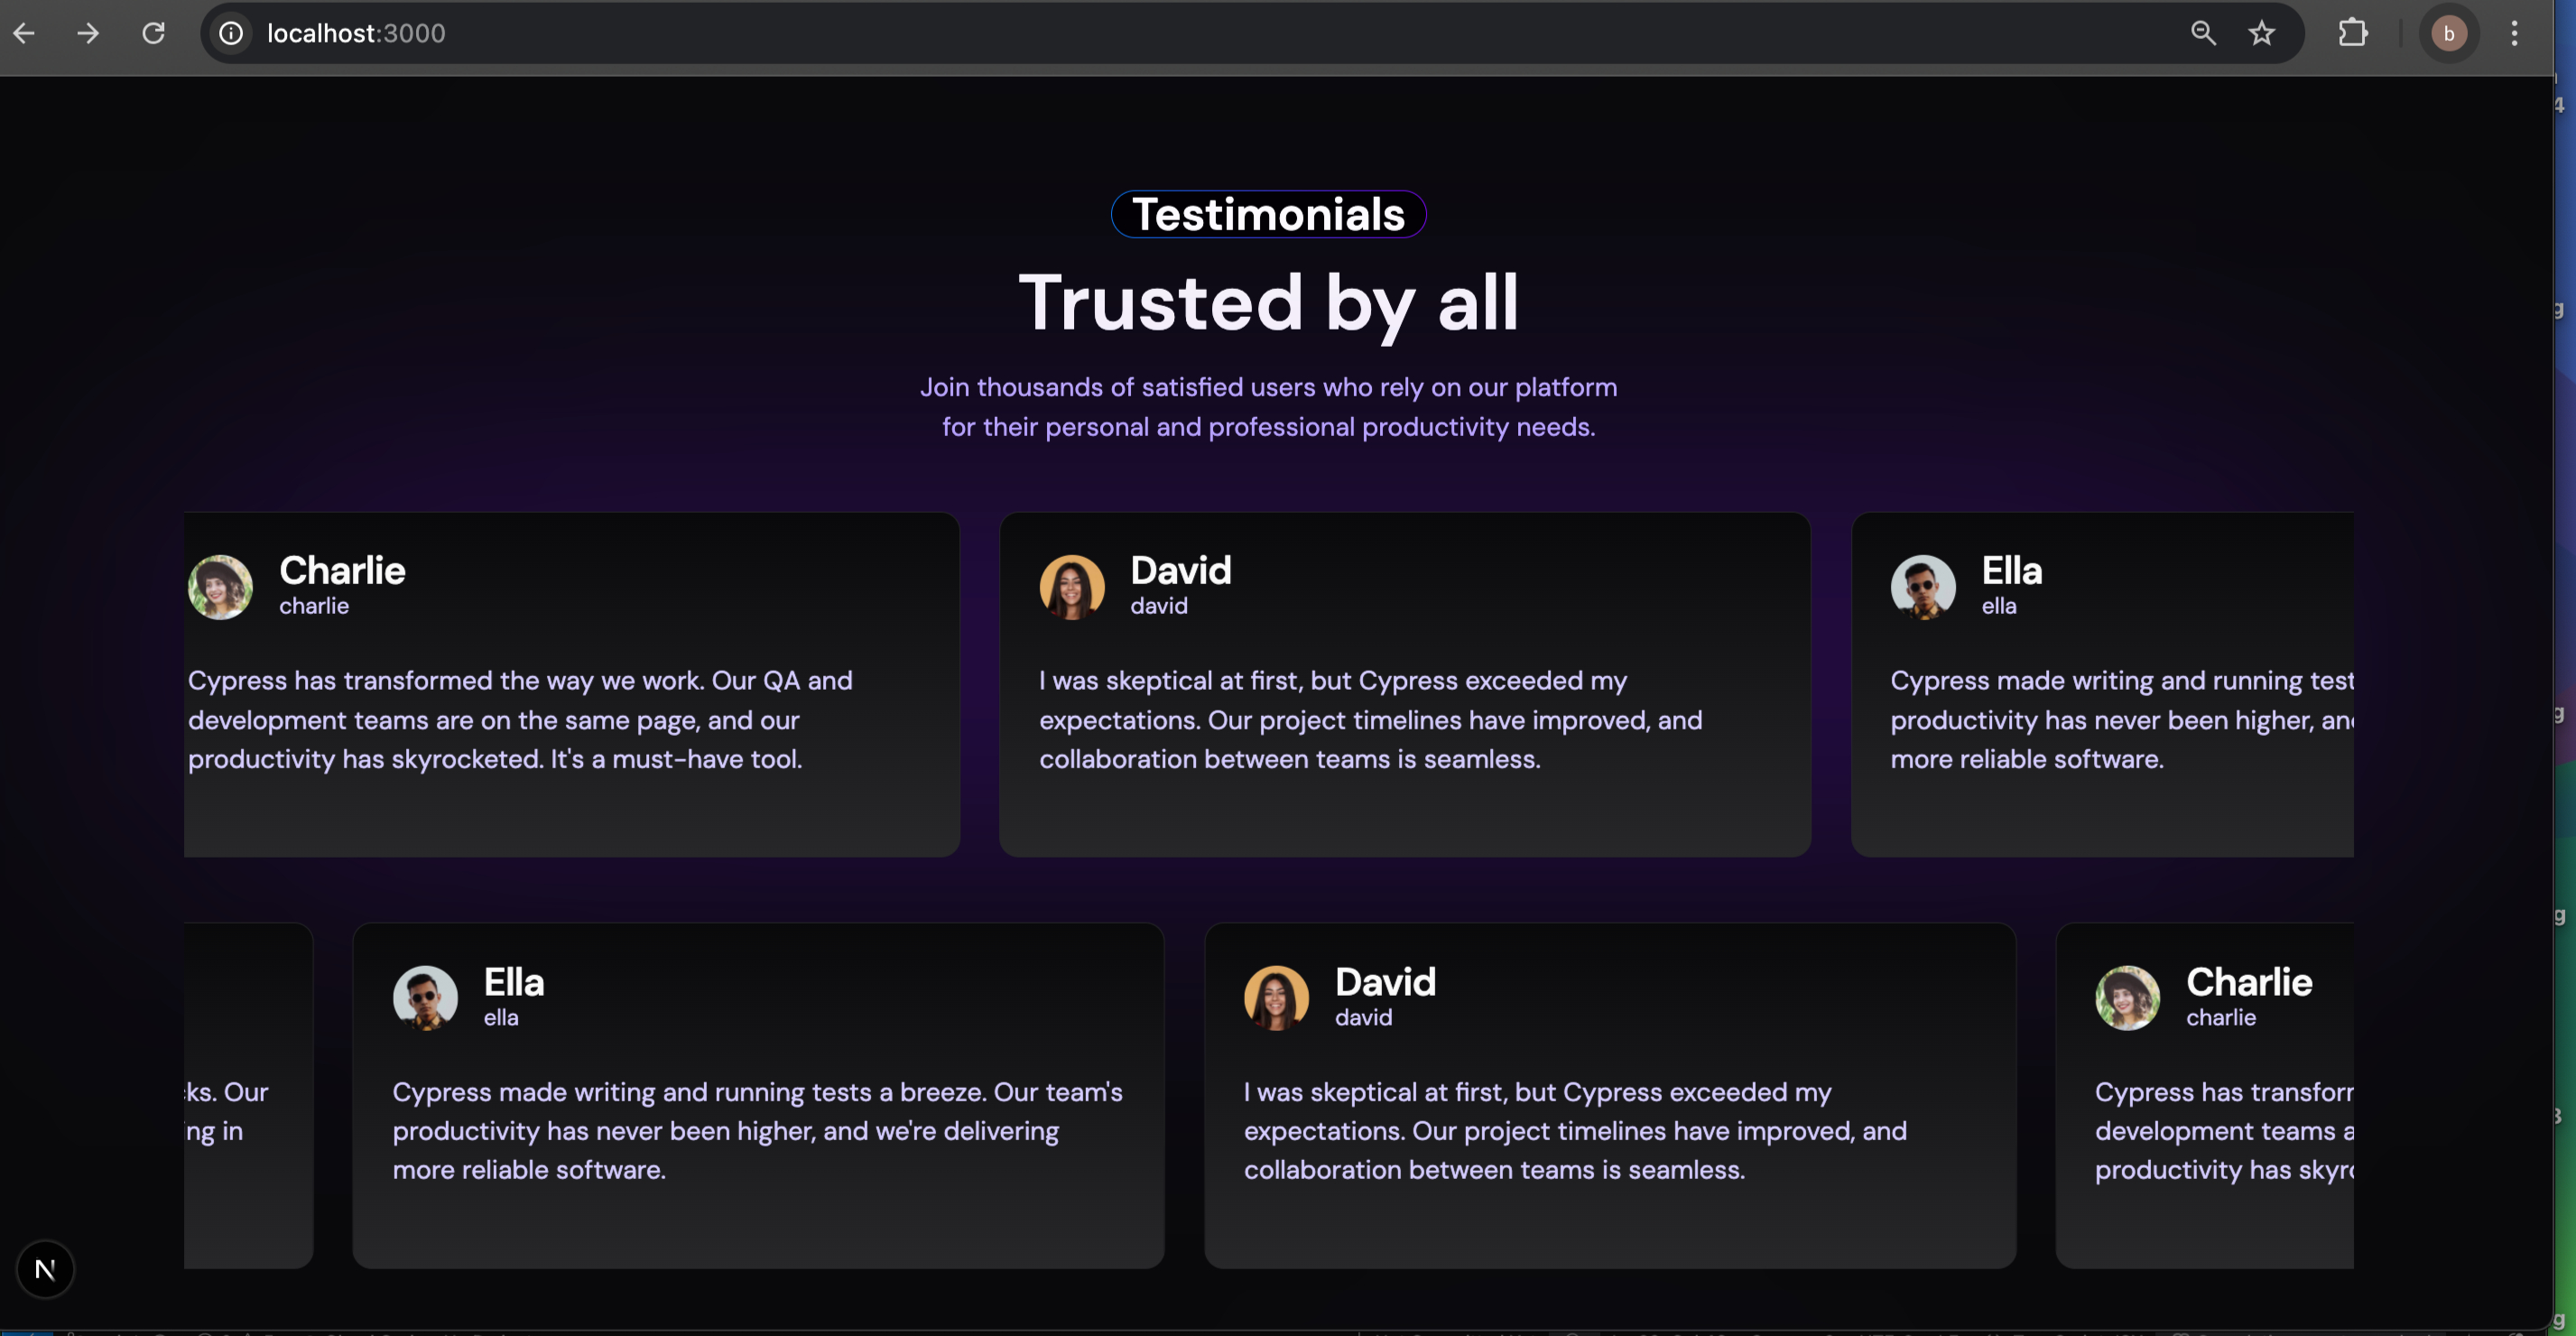 localhost:3000
b
Testimonials
Trusted by all
Join thousands of satisfied users who rely on our platform
for their personal and professional productivity needs.
Charlie
charlie
Cypress has transformed the way we work. Our QA and
development teams are on the same page, and our
productivity has skyrocketed. It's a must-have tool.
David
david
I was skeptical at first, but Cypress exceeded my
expectations. Our project timelines have improved, and
collaboration between teams is seamless.
Ella
ella
Cypress made writing and running test
productivity has never been higher, an
more reliable software.
ks. Our
ng in
Ella
ella
Cypress made writing and running tests a breeze. Our team's
productivity has never been higher, and we're delivering
more reliable software.
David
david
I was skeptical at first, but Cypress exceeded my
expectations. Our project timelines have improved, and
collaboration between teams is seamless.
Charlie
charlie
Cypress has transfor
development teams a
productivity has skyr
N
4
g
g
g
g